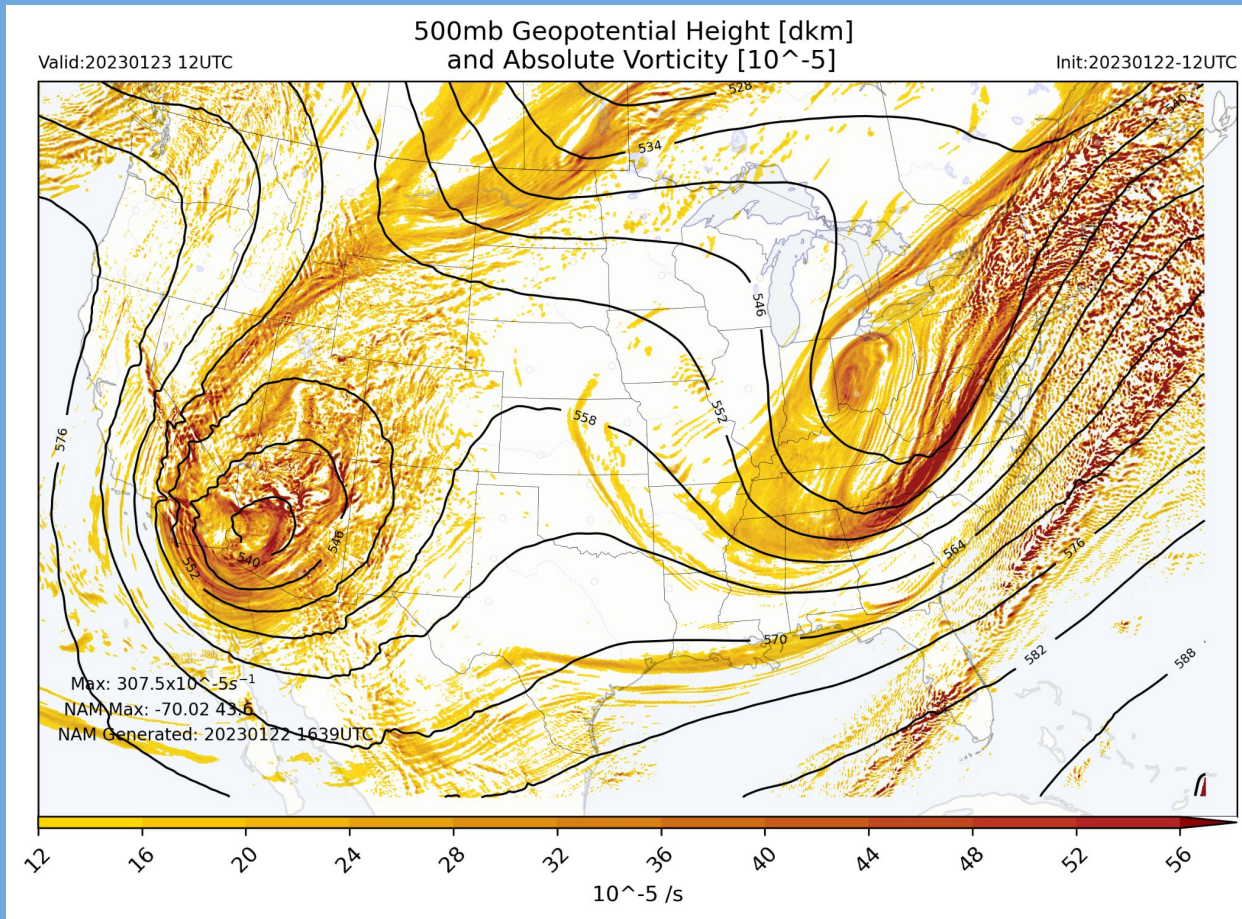 500mb Geopotential Height [dkm]
and Absolute Vorticity [10^-5]
Valid:20230123 12UTC
Init:20230122-12UTC
528
540
534
546
576
552
558
540
546
552
564
576
570
582
588
Max: 307.5x10^-5s⁻¹
NAM Max: -70.02 43.6
NAM Generated: 20230122-1639UTC
12 16 20 24 28 32 36 40 44 48 52 56
10^-5 /s